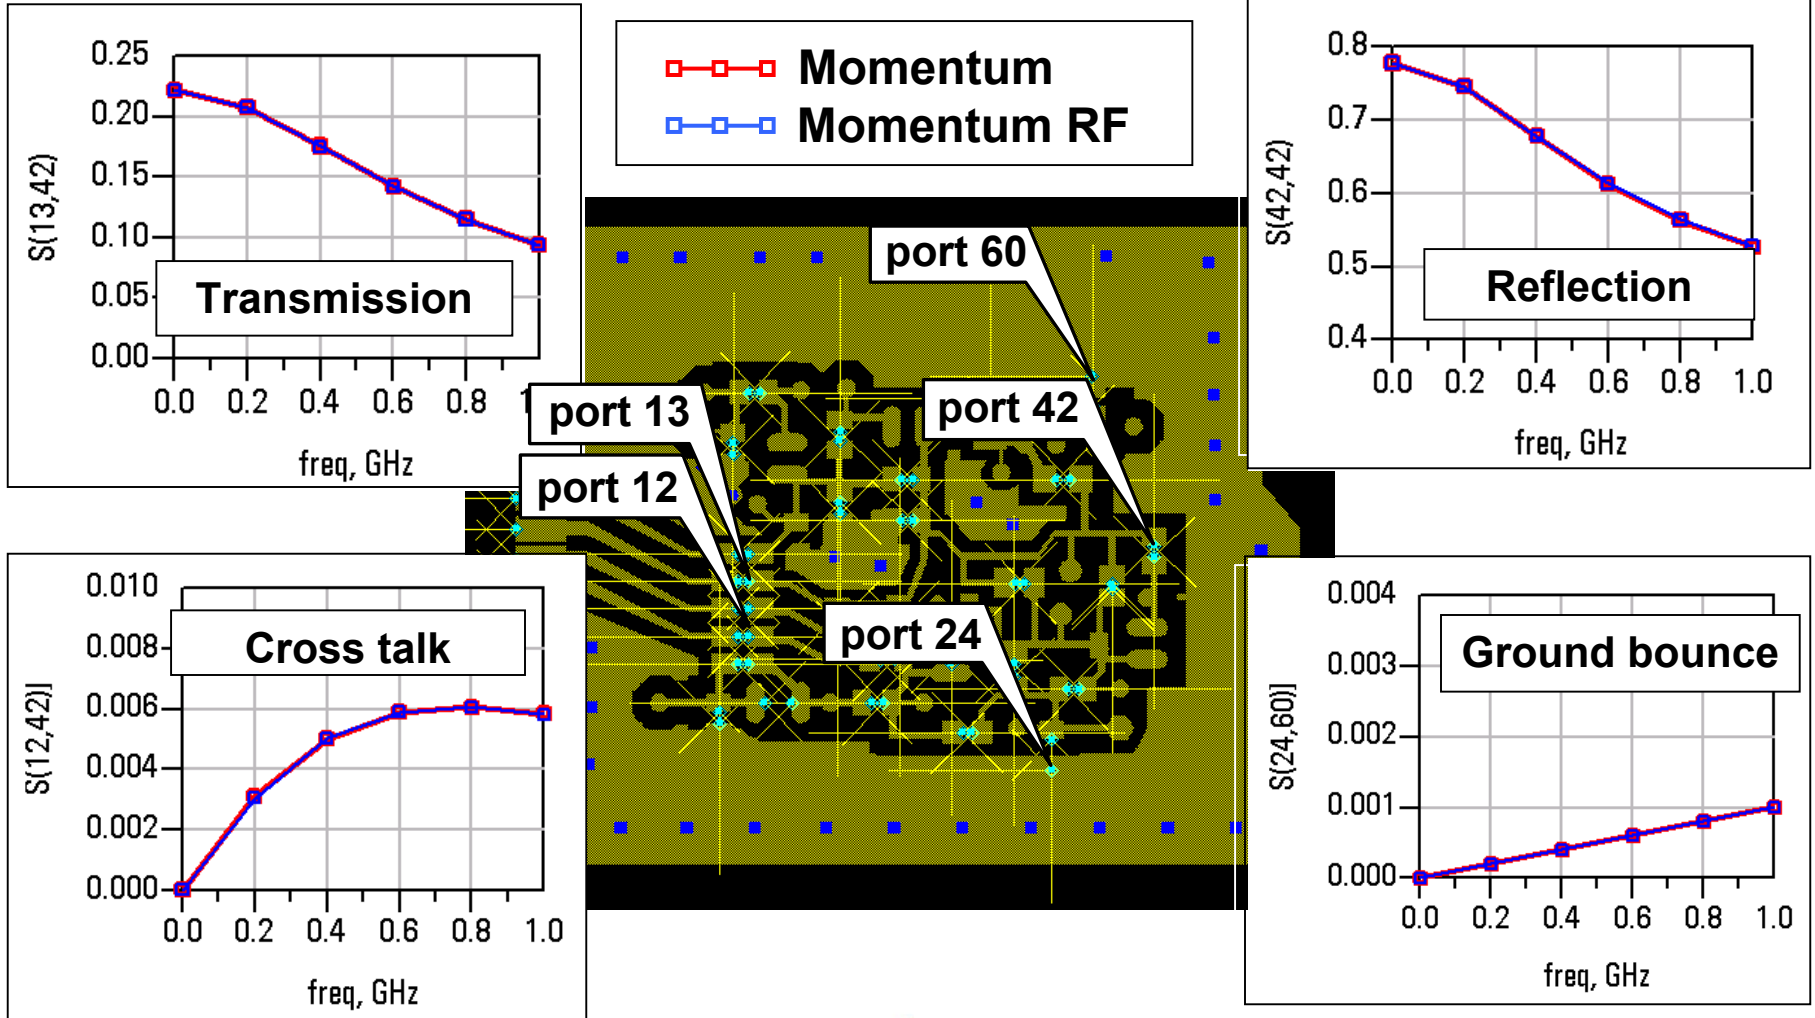 Momentum
Momentum RF
0.25
0.20
0.15
0.10
0.05
0.00
S(13,42)
Transmission
0.0 0.2 0.4 0.6 0.8
freq, GHz
0.8
0.7
0.6
0.5
0.4
S(42,42)
Reflection
0.0 0.2 0.4 0.6 0.8 1.0
freq, GHz
port 60
port 13
port 42
port 12
port 24
0.010
0.008
0.006
0.004
0.002
0.000
S(12,42)]
Cross talk
0.0 0.2 0.4 0.6 0.8 1.0
freq, GHz
0.004
0.003
0.002
0.001
0.000
S(24,60)]
Ground bounce
0.0 0.2 0.4 0.6 0.8 1.0
freq, GHz